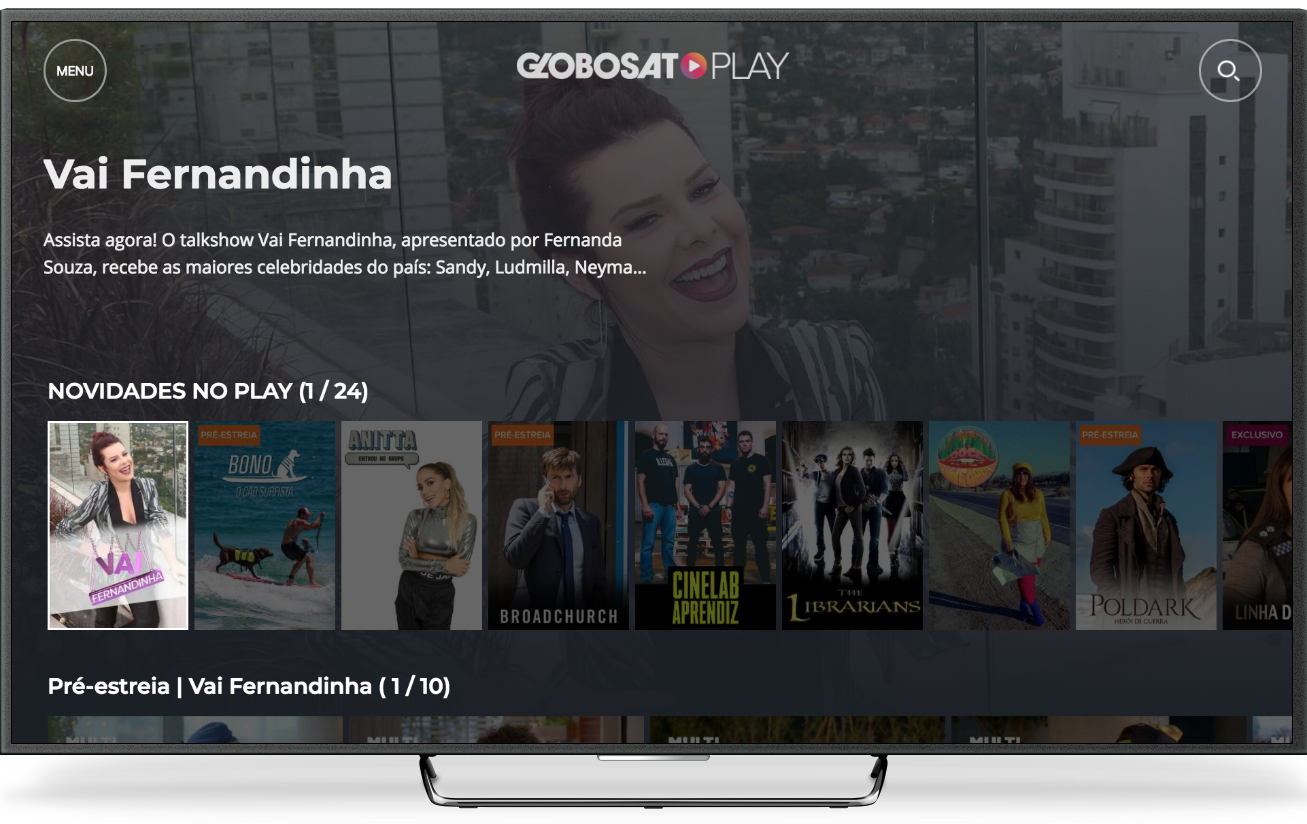 MENU
GLOBOSAT PLAY
Vai Fernandinha
Assista agora! O talkshow Vai Fernandinha, apresentado por Fernanda
Souza, recebe as maiores celebridades do país: Sandy, Ludmilla, Neyma...
NOVIDADES NO PLAY (1 / 24)
VAI
FERNANDINHA
PRÉ-ESTREIA
BONO
O CÃO SURFISTA
ANITTA
ENTROU NO GRUPO
PRÉ-ESTREIA
BROADCHURCH
CINELAB
APRENDIZ
THE
LIBRARIANS
PRÉ-ESTREIA
POLDARK
HERÓI DE GUERRA
EXCLUSIVO
LINHA D
Pré-estreia | Vai Fernandinha ( 1 / 10)
MULTI
MULTI
MULTI
MULTI